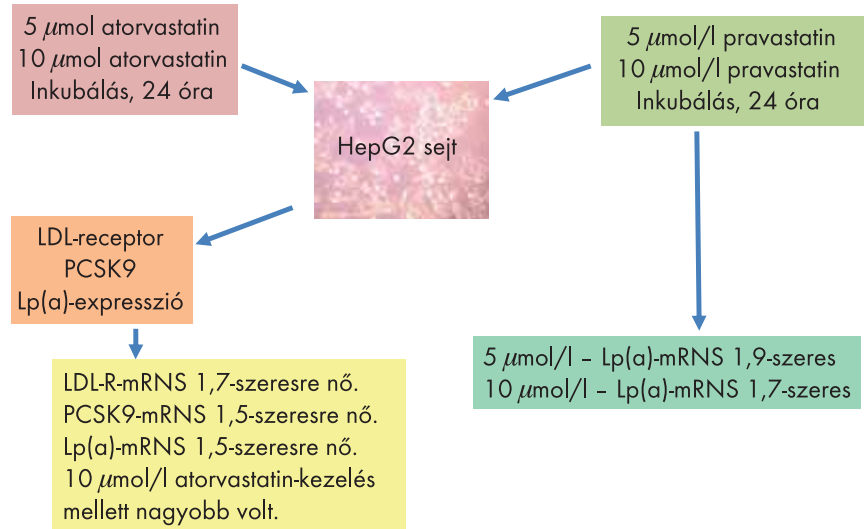 5 μmol atorvastatin
10 μmol atorvastatin
Inkubálás, 24 óra
5 μmol/l pravastatin
10 μmol/l pravastatin
Inkubálás, 24 óra
HepG2 sejt
LDL-receptor
PCSK9
Lp(a)-expresszió
LDL-R-mRNS 1,7-szeresre nő.
PCSK9-mRNS 1,5-szeresre nő.
Lp(a)-mRNS 1,5-szeresre nő.
10 μmol/l atorvastatin-kezelés
mellett nagyobb volt.
5 μmol/l – Lp(a)-mRNS 1,9-szeres
10 μmol/l – Lp(a)-mRNS 1,7-szeres